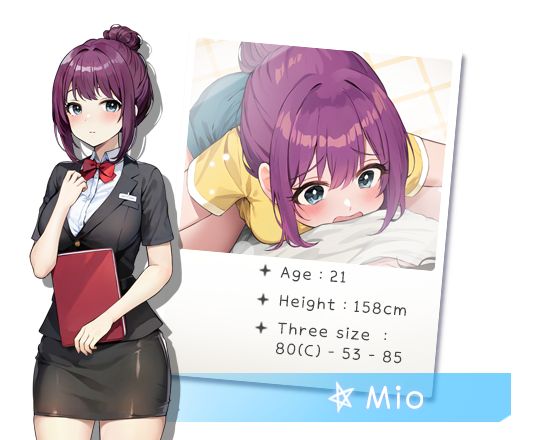 Age : 21
Height : 158cm
Three size :
80(C) - 53 - 85
Mio